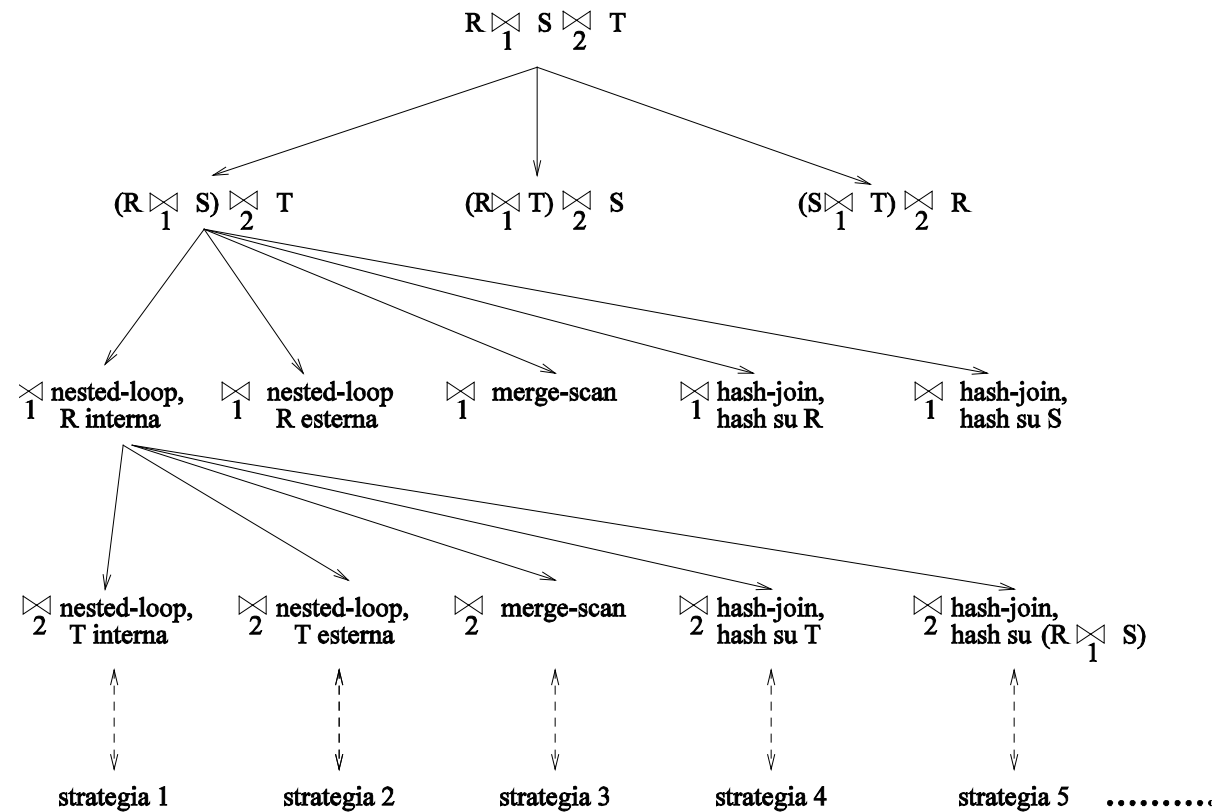 R ⋈ S ⋈ T
1 2
(R ⋈ S) ⋈ T (R ⋈ T) ⋈ S (S ⋈ T) ⋈ R
1 2 1 2 1 2
⋈ nested-loop, ⋈ nested-loop ⋈ merge-scan ⋈ hash-join, ⋈ hash-join,
1 R interna 1 R esterna 1 1 hash su R 1 hash su S
⋈ nested-loop, ⋈ nested-loop, ⋈ merge-scan ⋈ hash-join, ⋈ hash-join,
2 T interna 2 T esterna 2 2 hash su T 2 hash su (R ⋈ S)
1
strategia 1 strategia 2 strategia 3 strategia 4 strategia 5 ...........